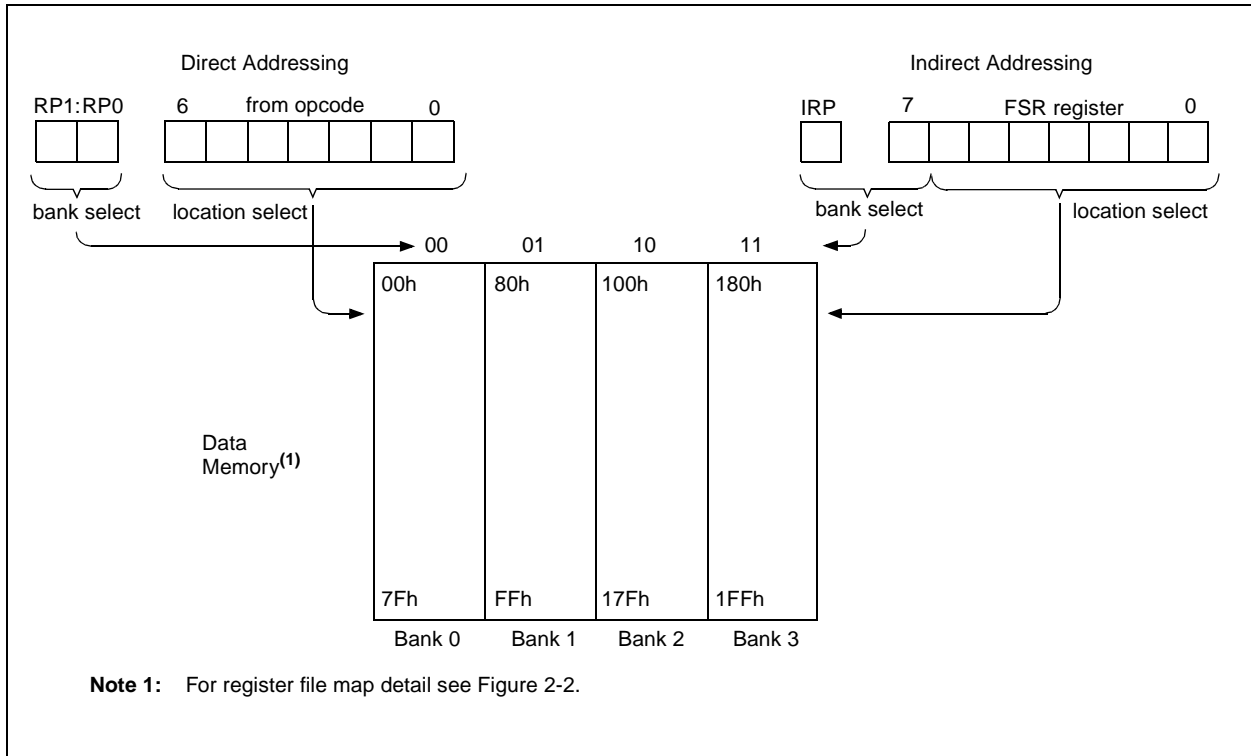 Direct Addressing
Indirect Addressing
RP1:RP0 6 from opcode 0
IRP 7 FSR register 0
bank select location select
bank select location select
00 01 10 11
00h 80h 100h 180h
Data
Memory(1)
7Fh FFh 17Fh 1FFh
Bank 0 Bank 1 Bank 2 Bank 3
Note 1: For register file map detail see Figure 2-2.